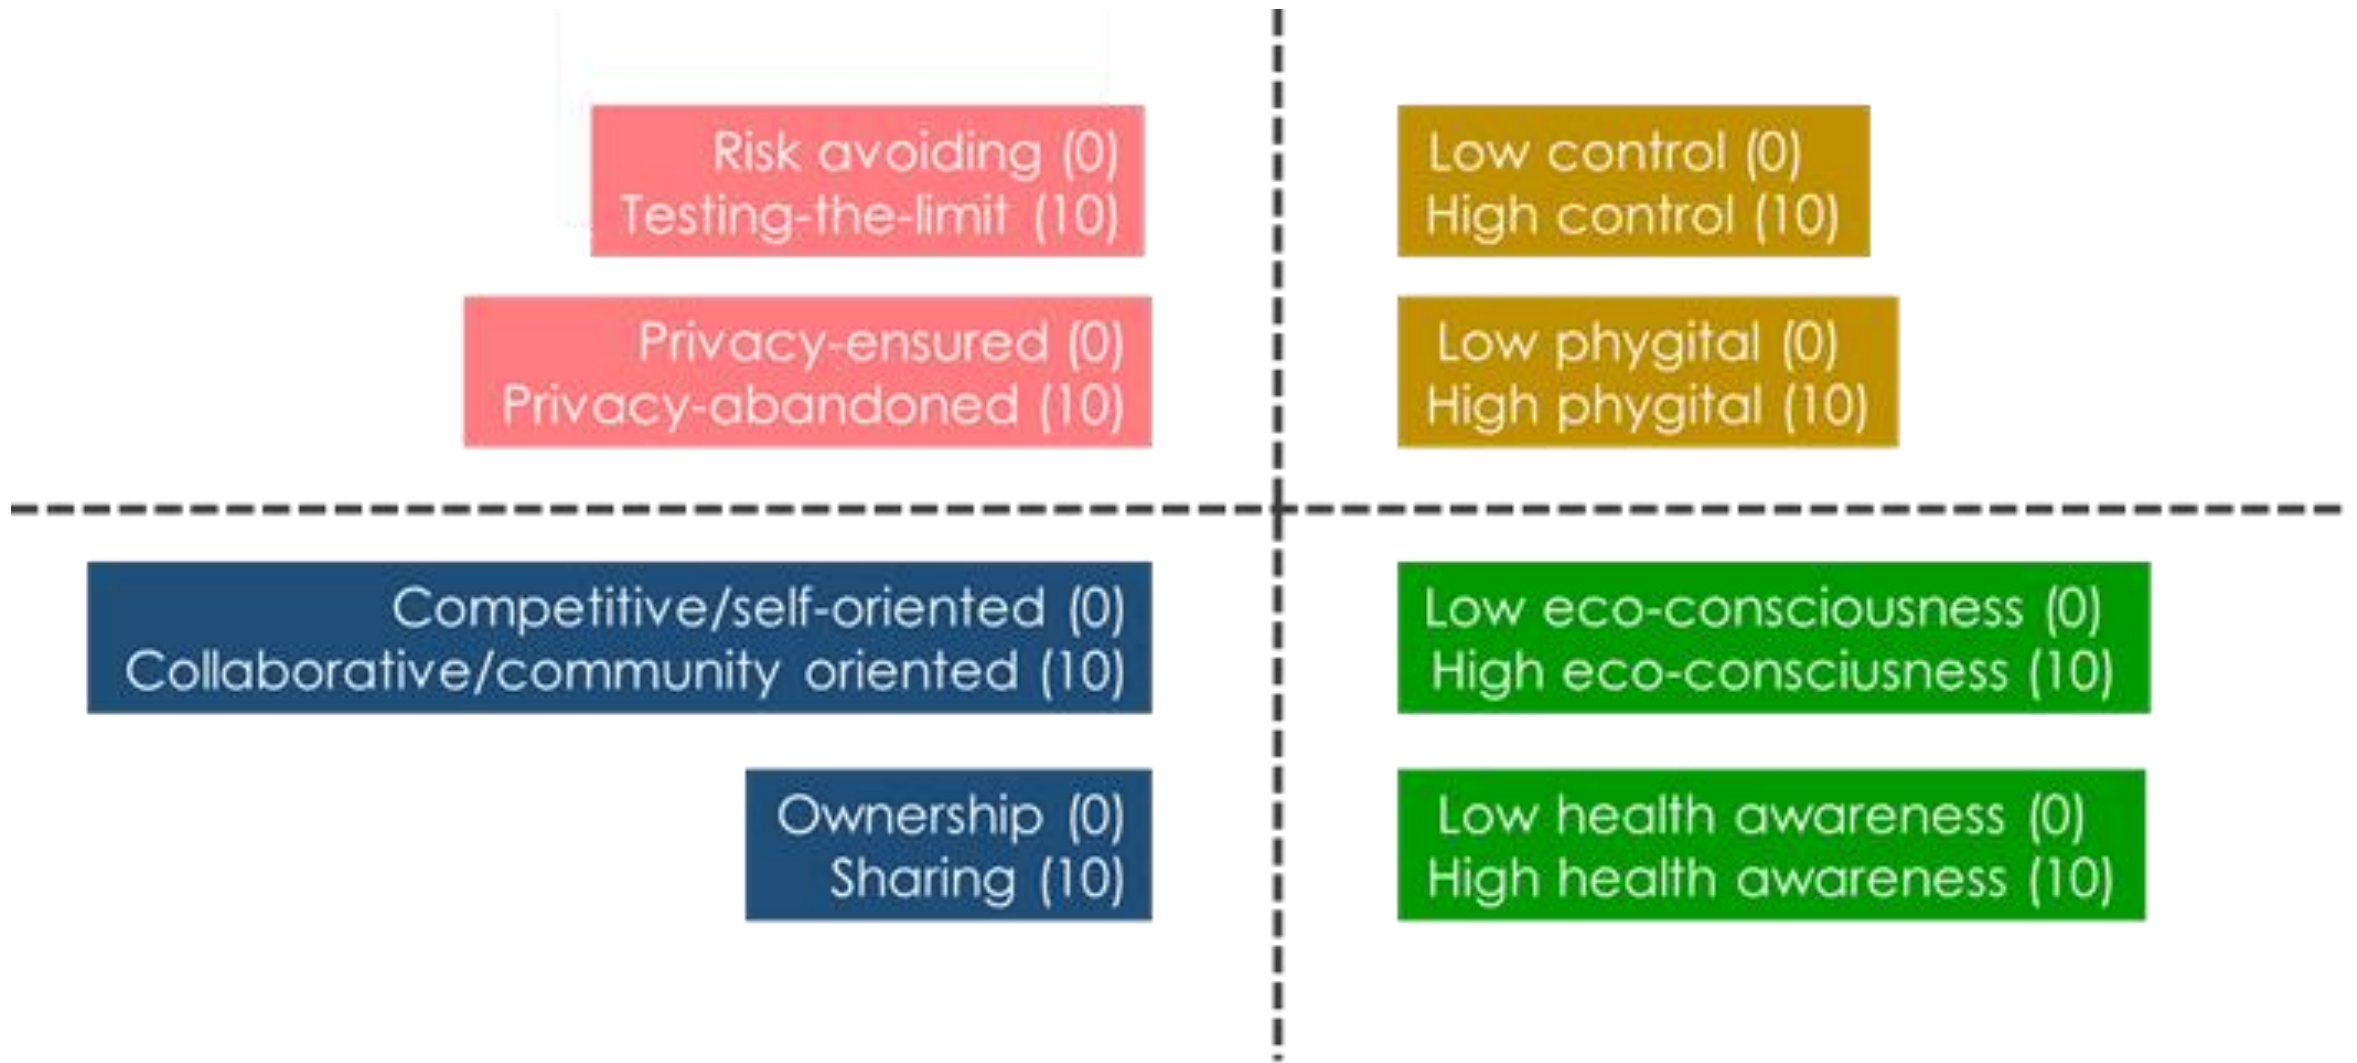 Risk avoiding (0)
Testing-the-limit (10)
Privacy-ensured (0)
Privacy-abandoned (10)
Low control (0)
High control (10)
Low phygital (0)
High phygital (10)
Competitive/self-oriented (0)
Collaborative/community oriented (10)
Ownership (0)
Sharing (10)
Low eco-consciousness (0)
High eco-consciusness (10)
Low health awareness (0)
High health awareness (10)